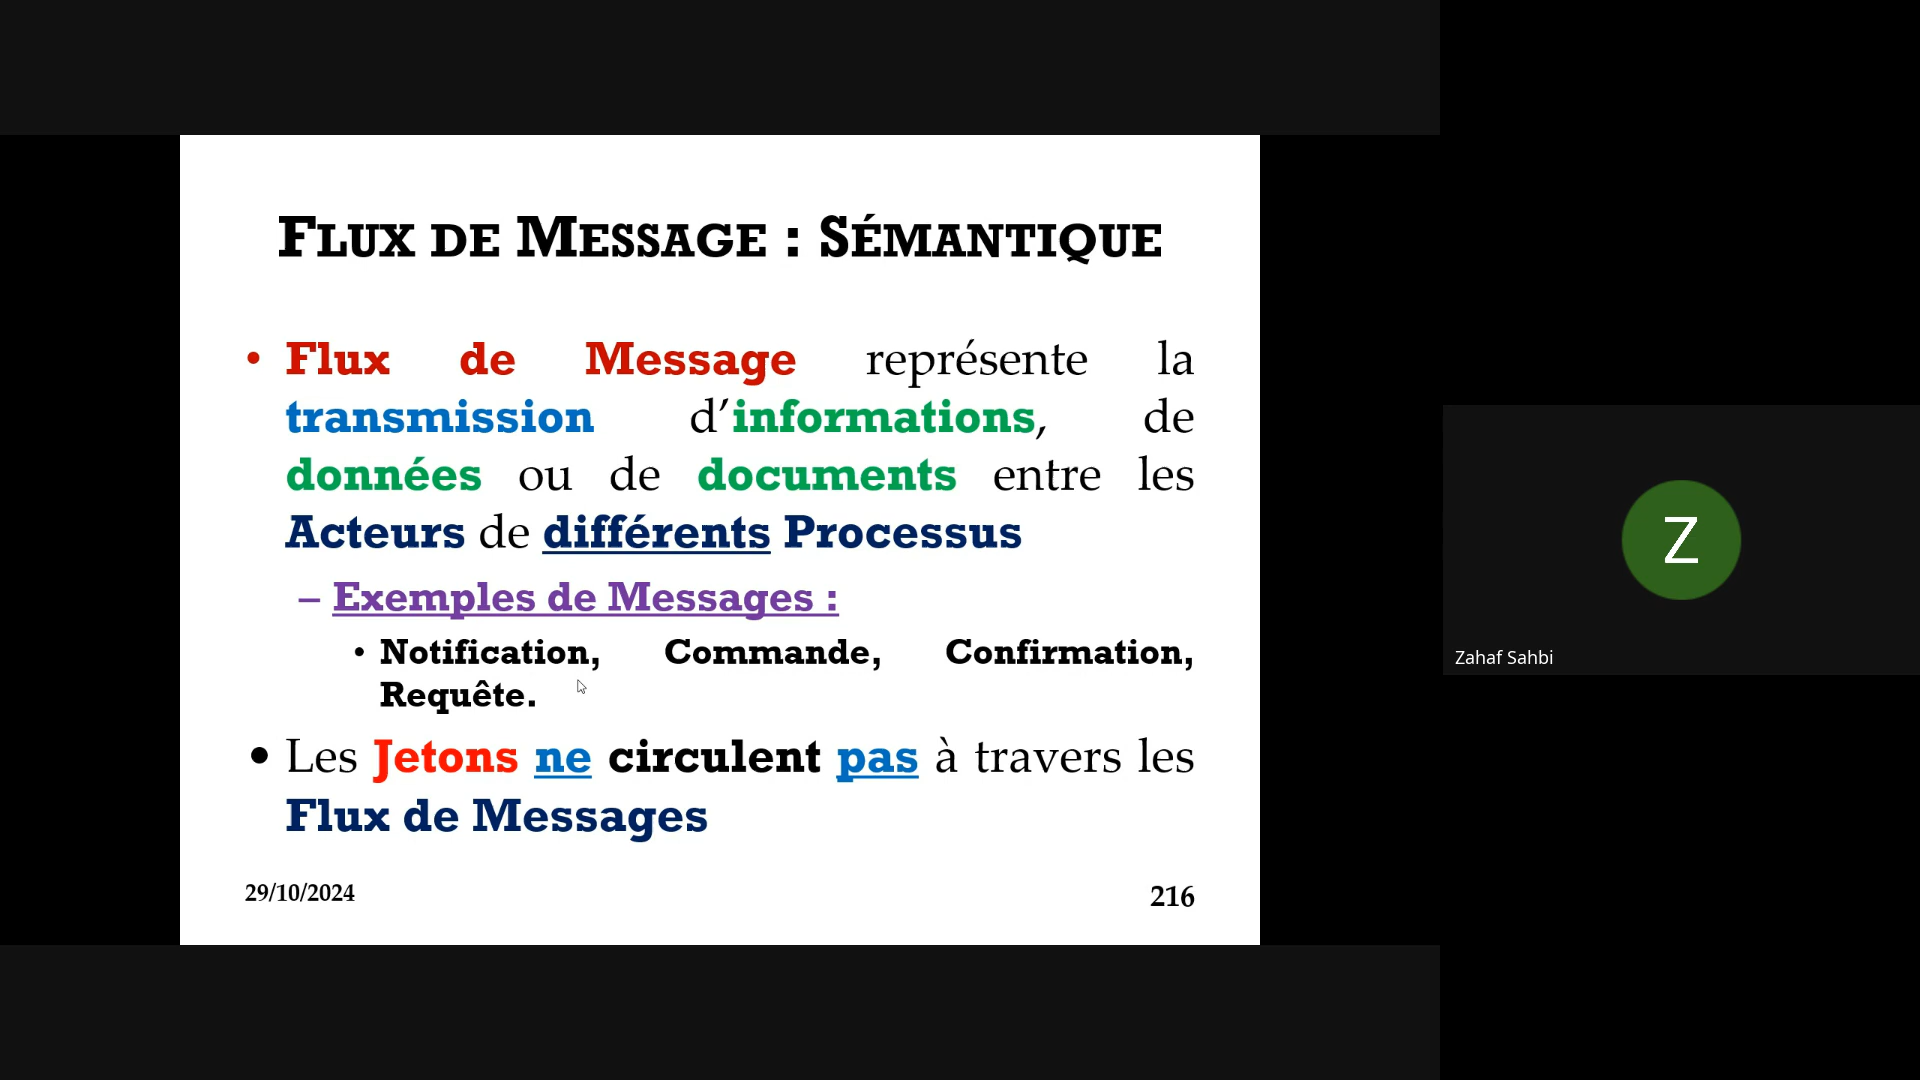 FLUX DE MESSAGE : SÉMANTIQUE
• Flux de Message représente la
transmission d’informations, de
données ou de documents entre les
Acteurs de différents Processus
– Exemples de Messages :
• Notification, Commande, Confirmation,
Requête.
• Les Jetons ne circulent pas à travers les
Flux de Messages
29/10/2024
216
Z
Zahaf Sahbi